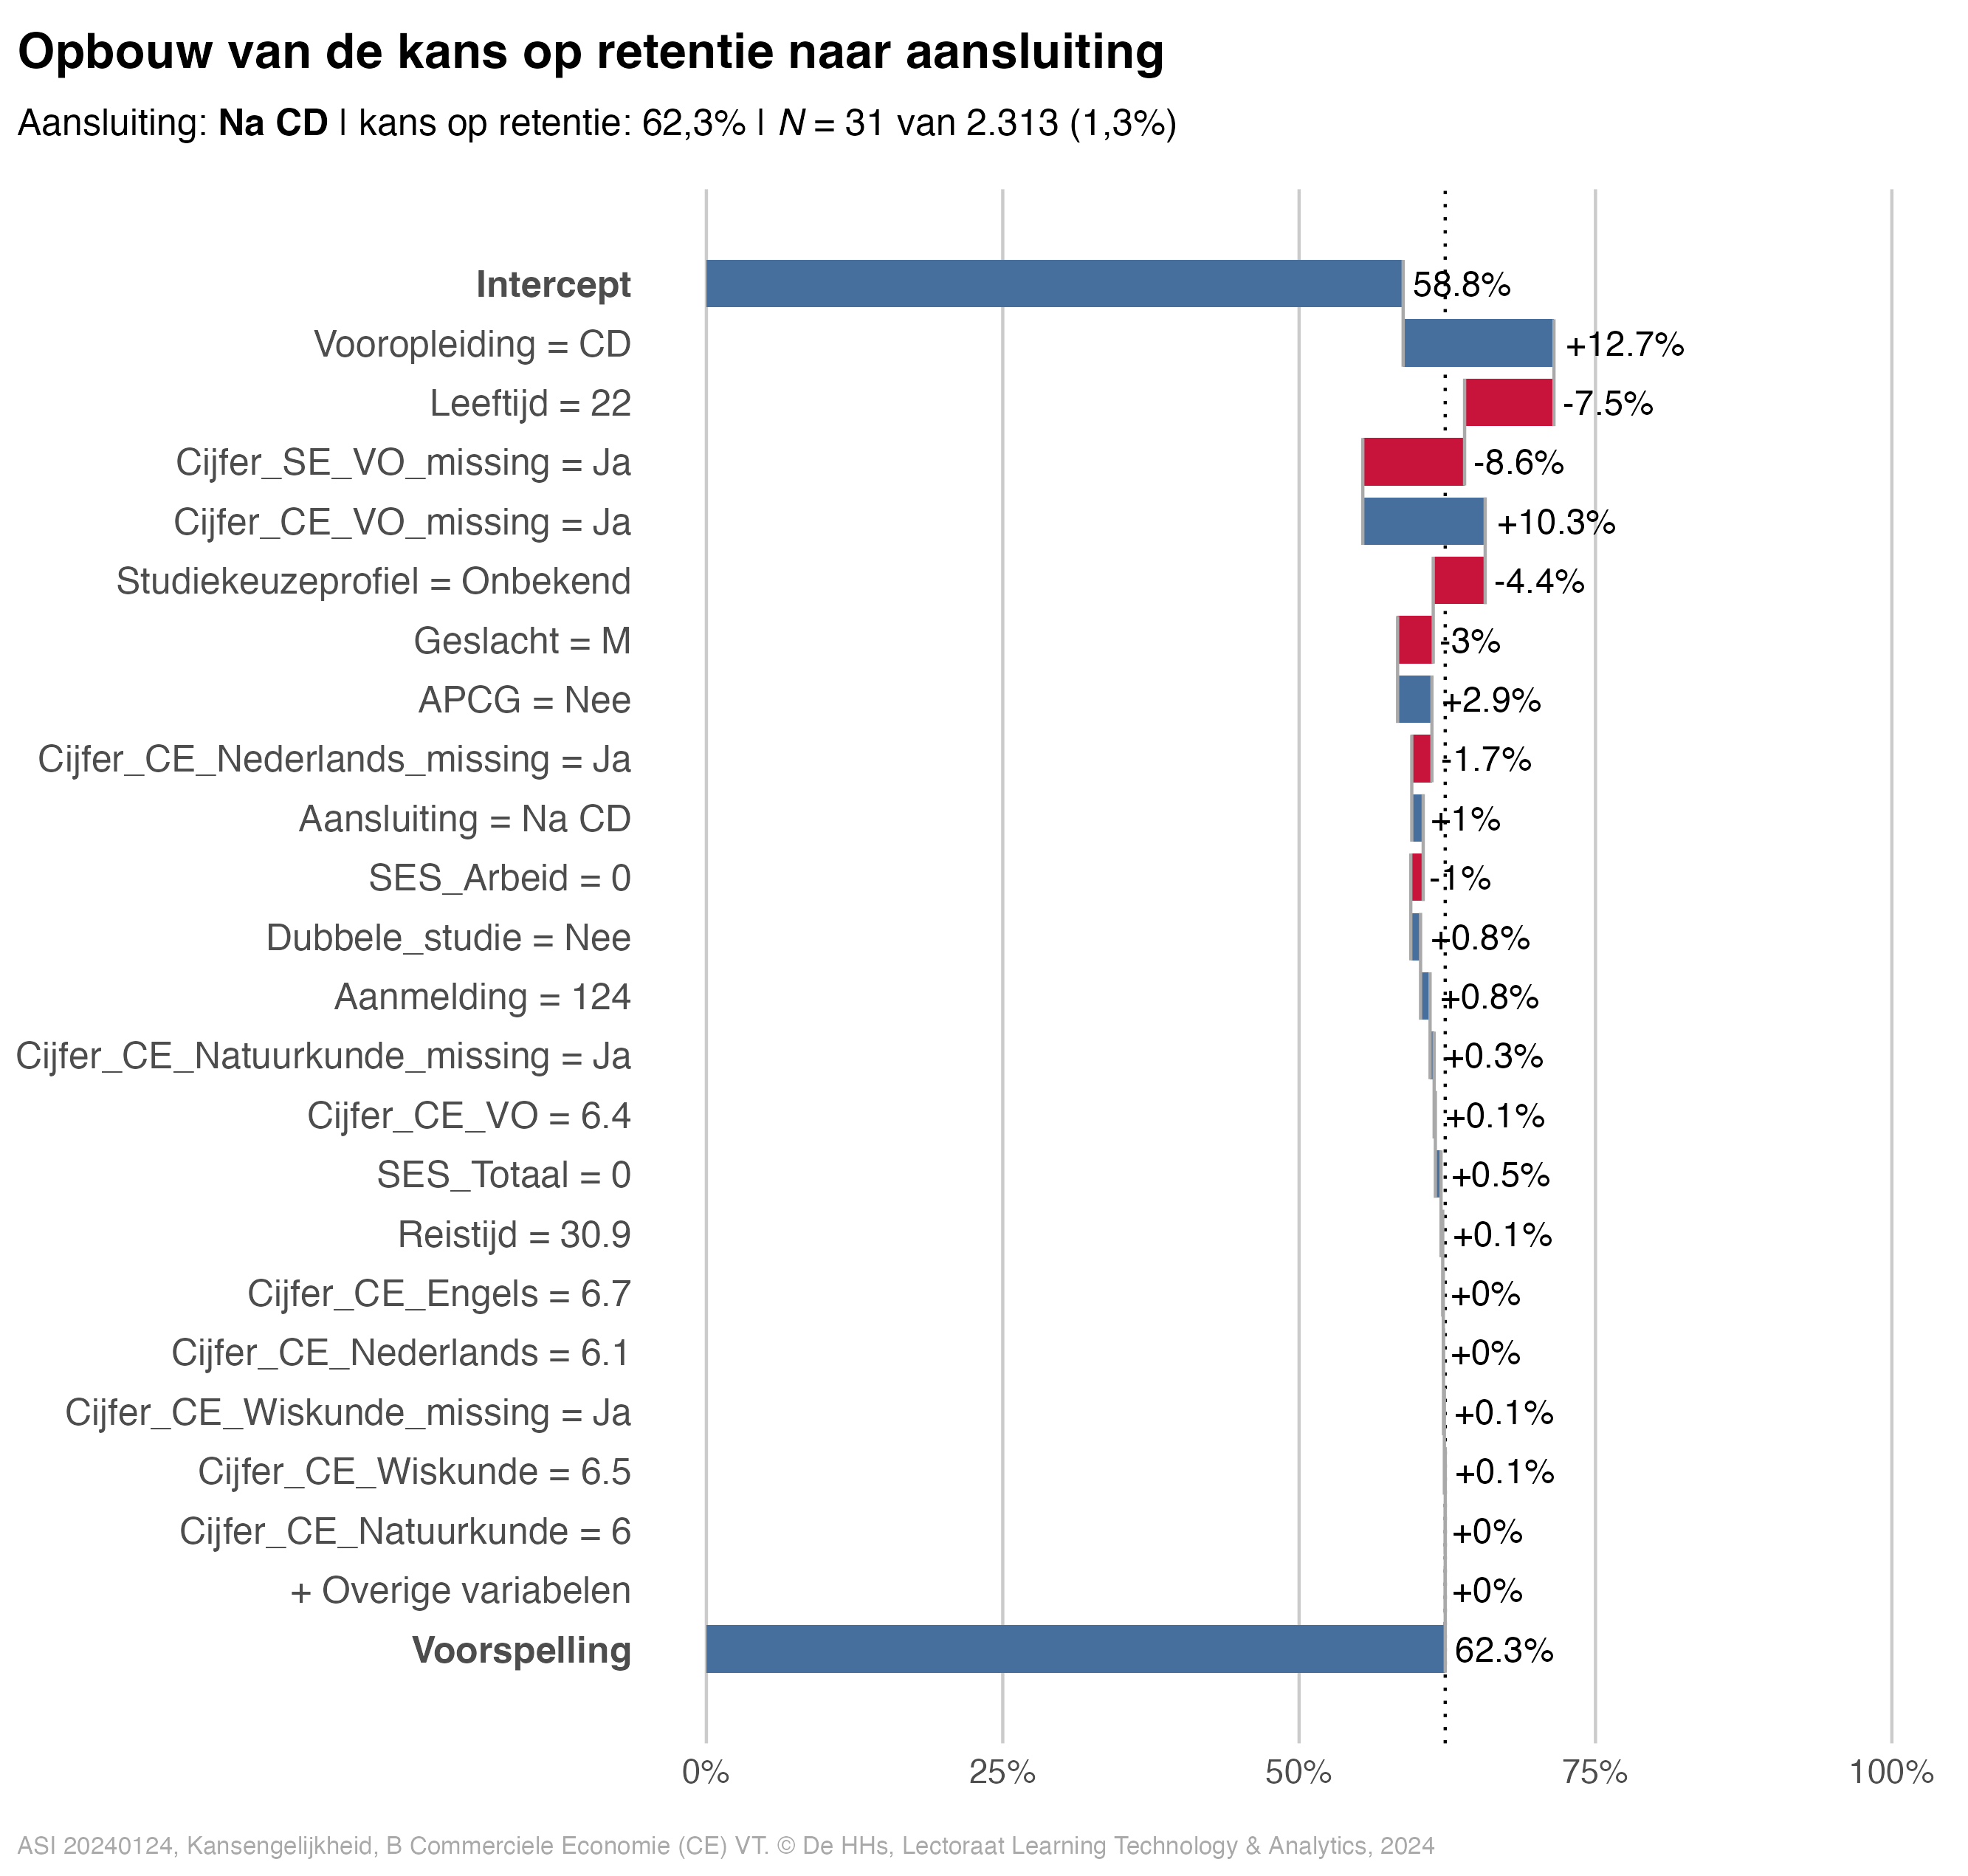 Opbouw van de kans op retentie naar aansluiting
Aansluiting: Na CD | kans op retentie: 62,3% | N = 31 van 2.313 (1,3%)
Intercept 58.8%
Vooropleiding = CD +12.7%
Leeftijd = 22 -7.5%
Cijfer_SE_VO_missing = Ja -8.6%
Cijfer_CE_VO_missing = Ja +10.3%
Studiekeuzeprofiel = Onbekend -4.4%
Geslacht = M -3%
APCG = Nee +2.9%
Cijfer_CE_Nederlands_missing = Ja -1.7%
Aansluiting = Na CD +1%
SES_Arbeid = 0 -1%
Dubbele_studie = Nee +0.8%
Aanmelding = 124 +0.8%
Cijfer_CE_Natuurkunde_missing = Ja +0.3%
Cijfer_CE_VO = 6.4 +0.1%
SES_Totaal = 0 +0.5%
Reistijd = 30.9 +0.1%
Cijfer_CE_Engels = 6.7 +0%
Cijfer_CE_Nederlands = 6.1 +0%
Cijfer_CE_Wiskunde_missing = Ja +0.1%
Cijfer_CE_Wiskunde = 6.5 +0.1%
Cijfer_CE_Natuurkunde = 6 +0%
+ Overige variabelen +0%
Voorspelling 62.3%
0% 25% 50% 75% 100%
ASI 20240124, Kansengelijkheid, B Commerciele Economie (CE) VT. © De HHs, Lectoraat Learning Technology & Analytics, 2024